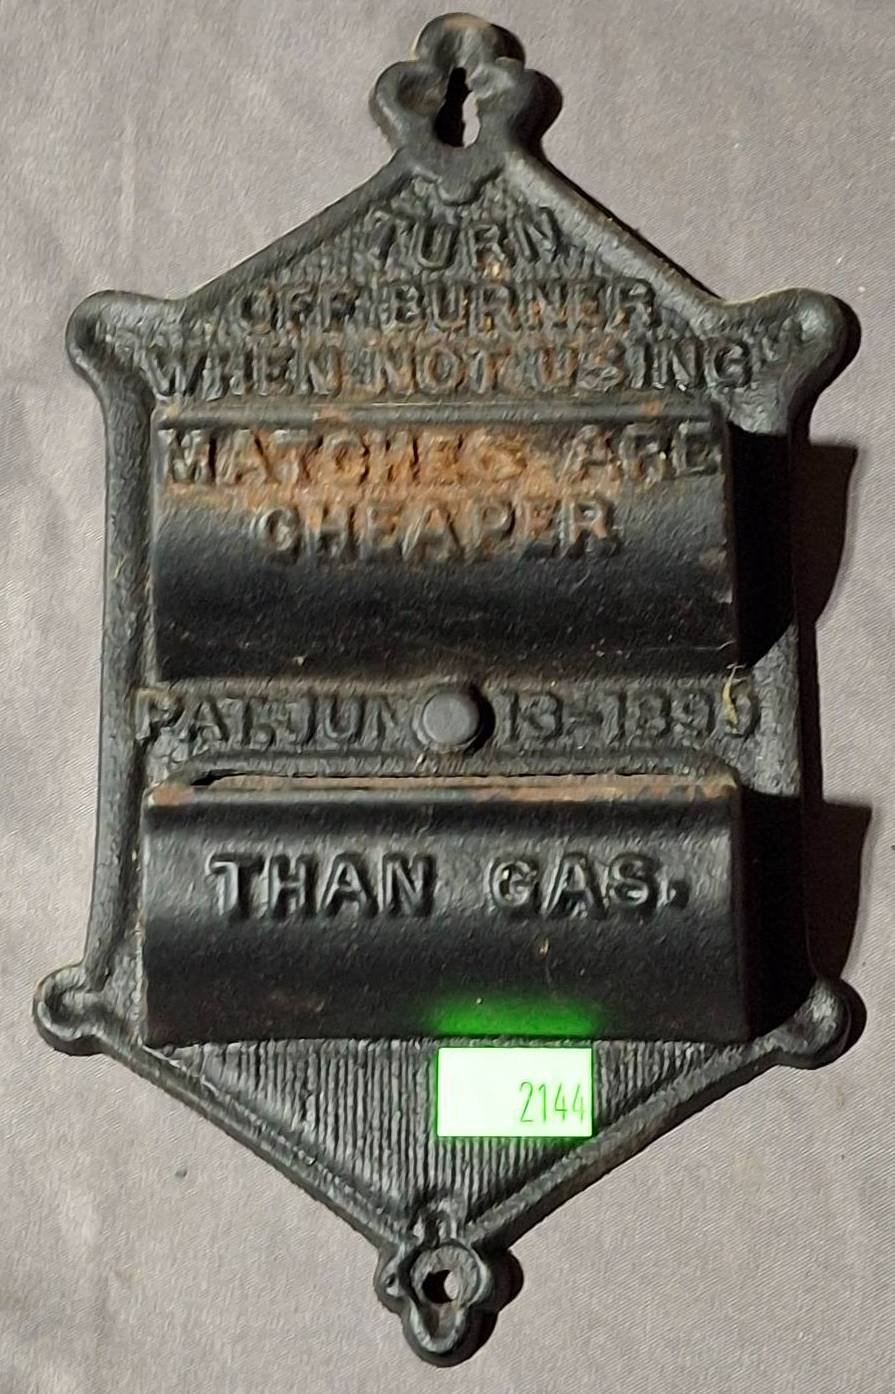 TURN
OFF BURNER
WHEN NOT USING
MATCHES ARE
CHEAPER
PAT. JUN 13-1899
THAN GAS.
2144